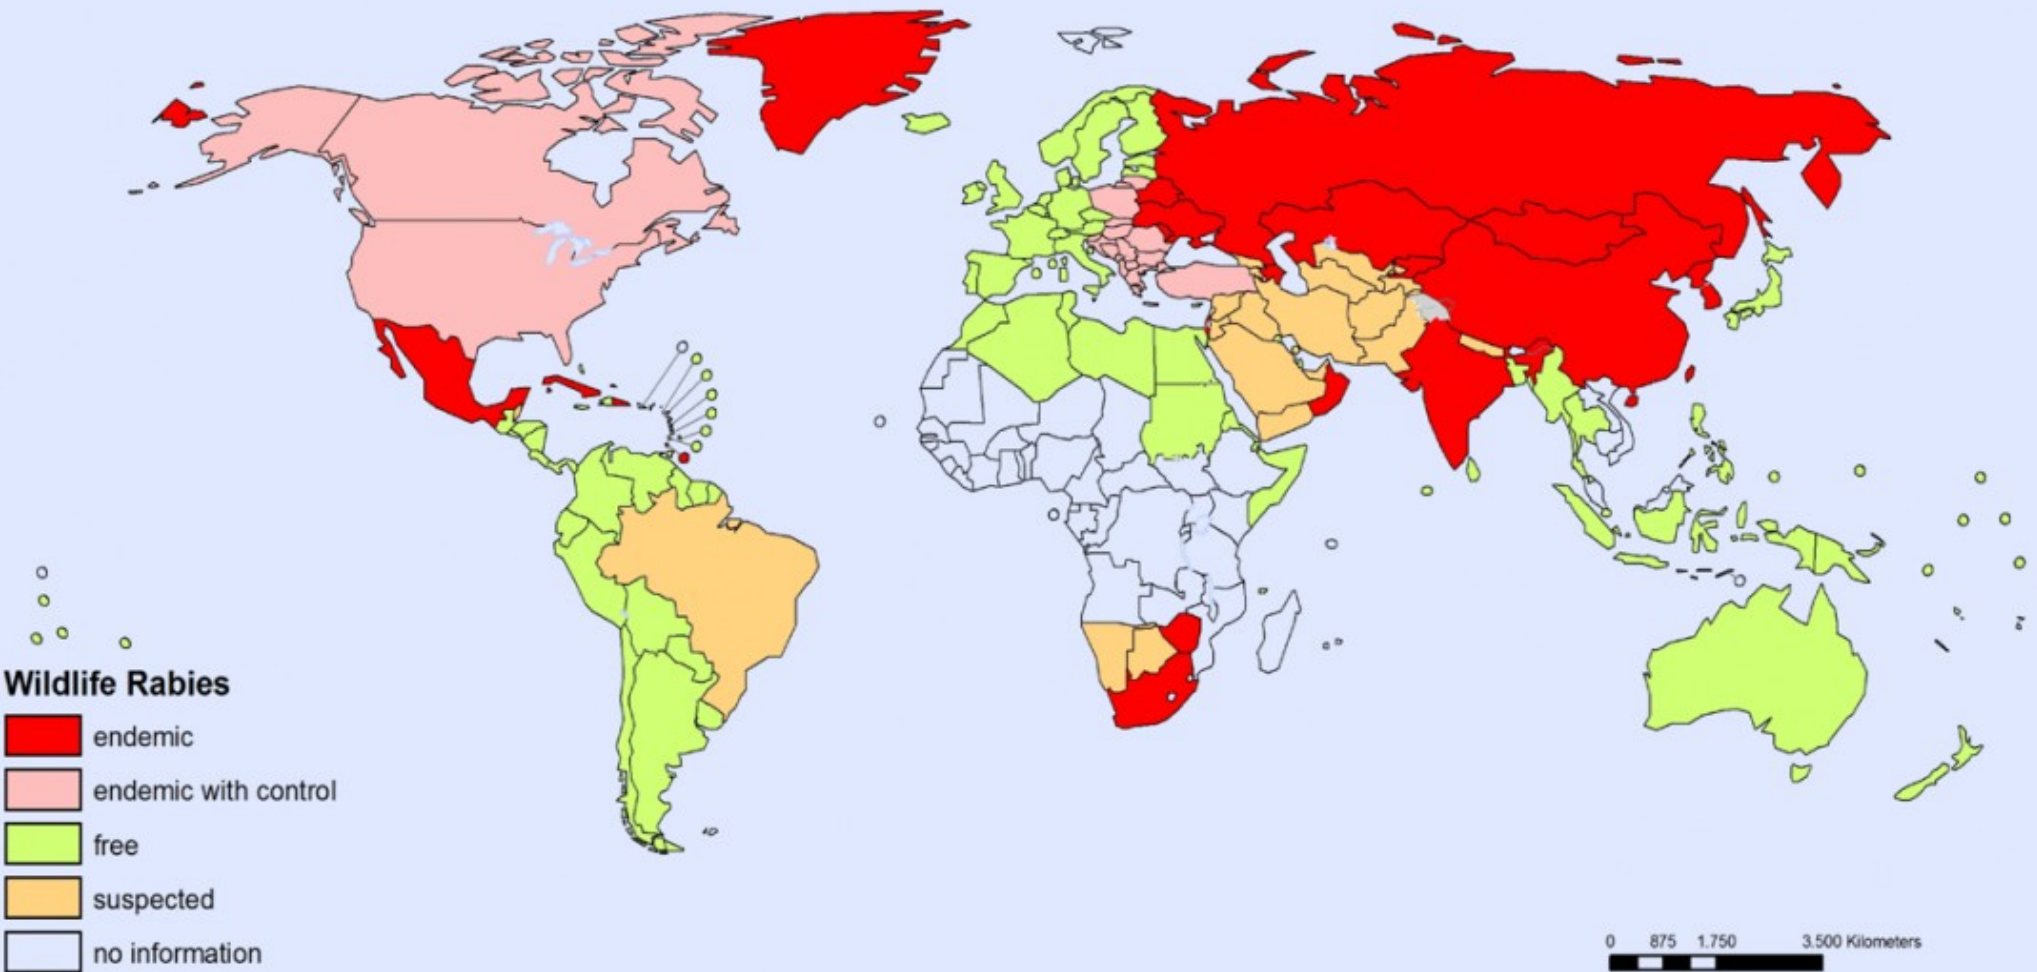 Wildlife Rabies
endemic
endemic with control
free
suspected
no information
0 875 1.750 3.500 Kilometers